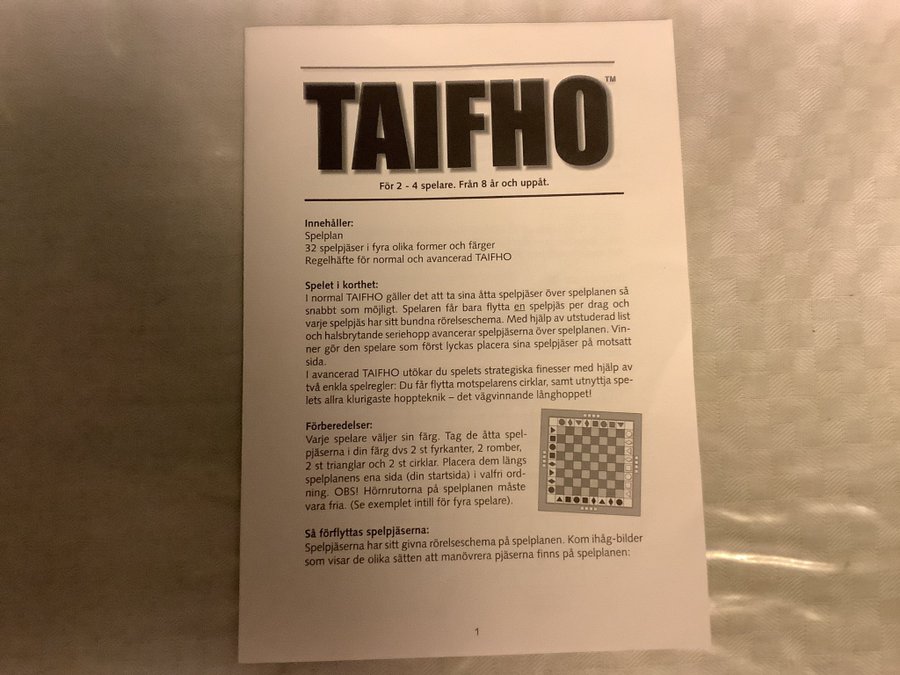 TAIFHO™
För 2 - 4 spelare. Från 8 år och uppåt.
Innehåller:
Spelplan
32 spelpjäser i fyra olika former och färger
Regelhäfte för normal och avancerad TAIFHO
Spelet i korthet:
I normal TAIFHO gäller det att ta sina åtta spelpjäser över spelplanen så
snabbt som möjligt. Spelaren får bara flytta en spelpjäs per drag och
varje spelpjäs har sitt bundna rörelseschema. Med hjälp av utstuderad list
och halsbrytande seriehopp avancerar spelpjäserna över spelplanen. Vin-
ner gör den spelare som först lyckas placera sina spelpjäser på motsatt
sida.
I avancerad TAIFHO utökar du spelets strategiska finesser med hjälp av
två enkla spelregler: Du får flytta motspelarens cirklar, samt utnyttja spe-
lets allra klurigaste hoppteknik – det vägvinnande långhoppet!
Förberedelser:
Varje spelare väljer sin färg. Tag de åtta spel-
pjäserna i din färg dvs 2 st fyrkanter, 2 romber,
2 st trianglar och 2 st cirklar. Placera dem längs
spelplanens ena sida (din startsida) i valfri ord-
ning. OBS! Hörnrutorna på spelplanen måste
vara fria. (Se exemplet intill för fyra spelare).
Så förflyttas spelpjäserna:
Spelpjäserna har sitt givna rörelseschema på spelplanen. Kom ihåg-bilder
som visar de olika sätten att manövrera pjäserna finns på spelplanen:
1